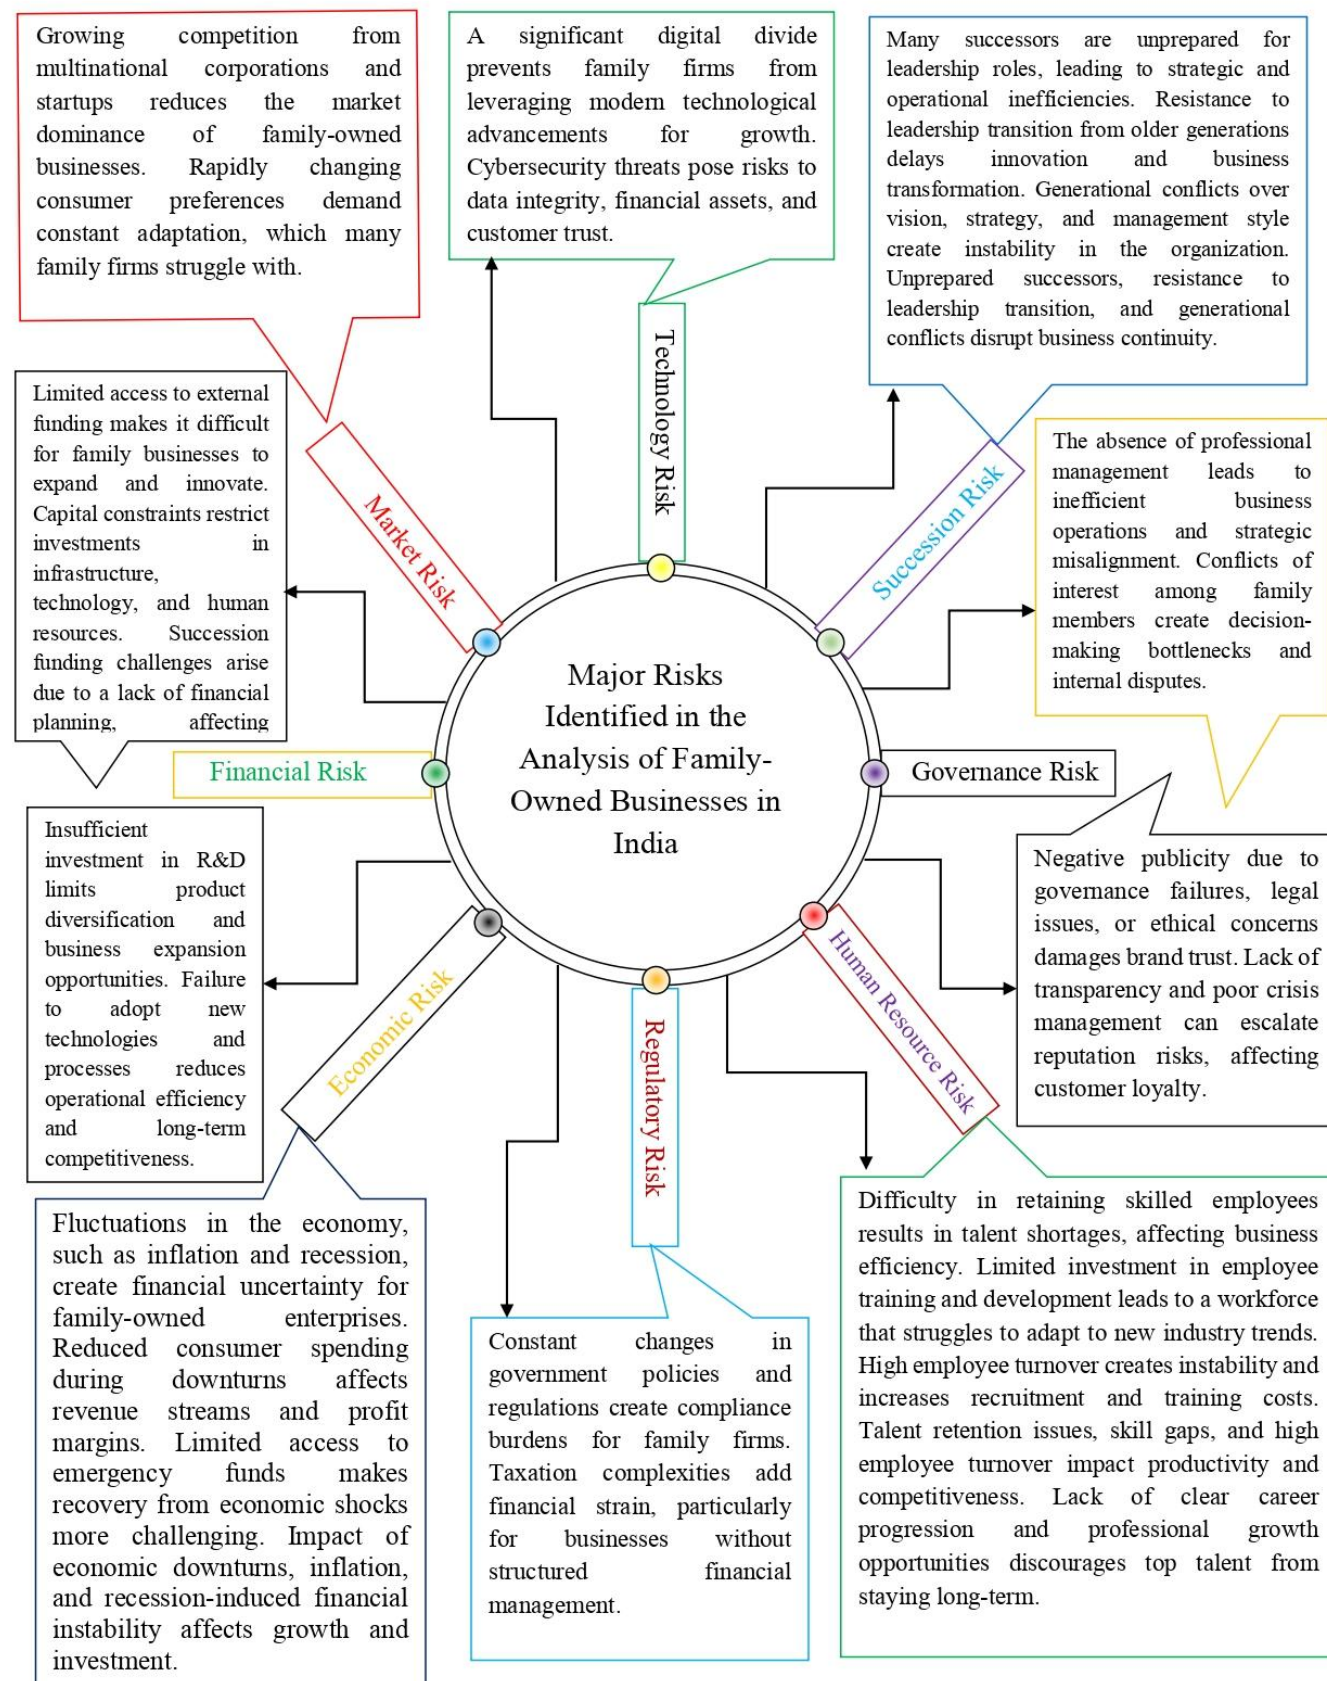 Growing competition from
multinational corporations and
startups reduces the market
dominance of family-owned
businesses. Rapidly changing
consumer preferences demand
constant adaptation, which many
family firms struggle with.
A significant digital divide
prevents family firms from
leveraging modern technological
advancements for growth.
Cybersecurity threats pose risks to
data integrity, financial assets, and
customer trust.
Many successors are unprepared for
leadership roles, leading to strategic and
operational inefficiencies. Resistance to
leadership transition from older generations
delays innovation and business
transformation. Generational conflicts over
vision, strategy, and management style
create instability in the organization.
Unprepared successors, resistance to
leadership transition, and generational
conflicts disrupt business continuity.
Market Risk
Technology Risk
Succession Risk
Limited access to external
funding makes it difficult
for family businesses to
expand and innovate.
Capital constraints restrict
investments in
infrastructure,
technology, and human
resources. Succession
funding challenges arise
due to a lack of financial
planning, affecting
The absence of professional
management leads to
inefficient business
operations and strategic
misalignment. Conflicts of
interest among family
members create decision-
making bottlenecks and
internal disputes.
Major Risks
Identified in the
Analysis of Family-
Owned Businesses in
India
Financial Risk
Governance Risk
Insufficient
investment in R&D
limits product
diversification and
business expansion
opportunities. Failure
to adopt new
technologies and
processes reduces
operational efficiency
and long-term
competitiveness.
Negative publicity due to
governance failures, legal
issues, or ethical concerns
damages brand trust. Lack of
transparency and poor crisis
management can escalate
reputation risks, affecting
customer loyalty.
Economic Risk
Regulatory Risk
Human Resource Risk
Fluctuations in the economy,
such as inflation and recession,
create financial uncertainty for
family-owned enterprises.
Reduced consumer spending
during downturns affects
revenue streams and profit
margins. Limited access to
emergency funds makes
recovery from economic shocks
more challenging. Impact of
economic downturns, inflation,
and recession-induced financial
instability affects growth and
investment.
Constant changes in
government policies and
regulations create compliance
burdens for family firms.
Taxation complexities add
financial strain, particularly
for businesses without
structured financial
management.
Difficulty in retaining skilled employees
results in talent shortages, affecting business
efficiency. Limited investment in employee
training and development leads to a workforce
that struggles to adapt to new industry trends.
High employee turnover creates instability and
increases recruitment and training costs.
Talent retention issues, skill gaps, and high
employee turnover impact productivity and
competitiveness. Lack of clear career
progression and professional growth
opportunities discourages top talent from
staying long-term.